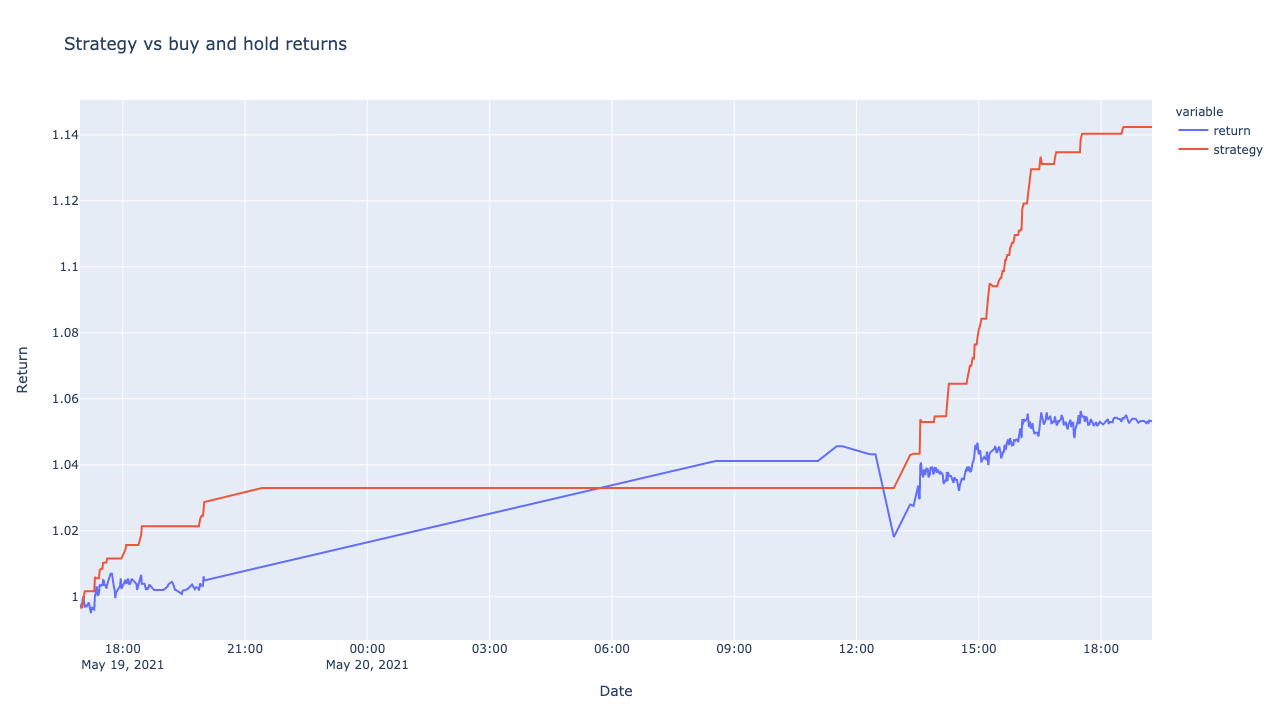 Strategy vs buy and hold returns
variable
return
strategy
1.14
1.12
1.1
1.08
1.06
1.04
1.02
1
Return
18:00
21:00
00:00
03:00
06:00
09:00
12:00
15:00
18:00
May 19, 2021
May 20, 2021
Date